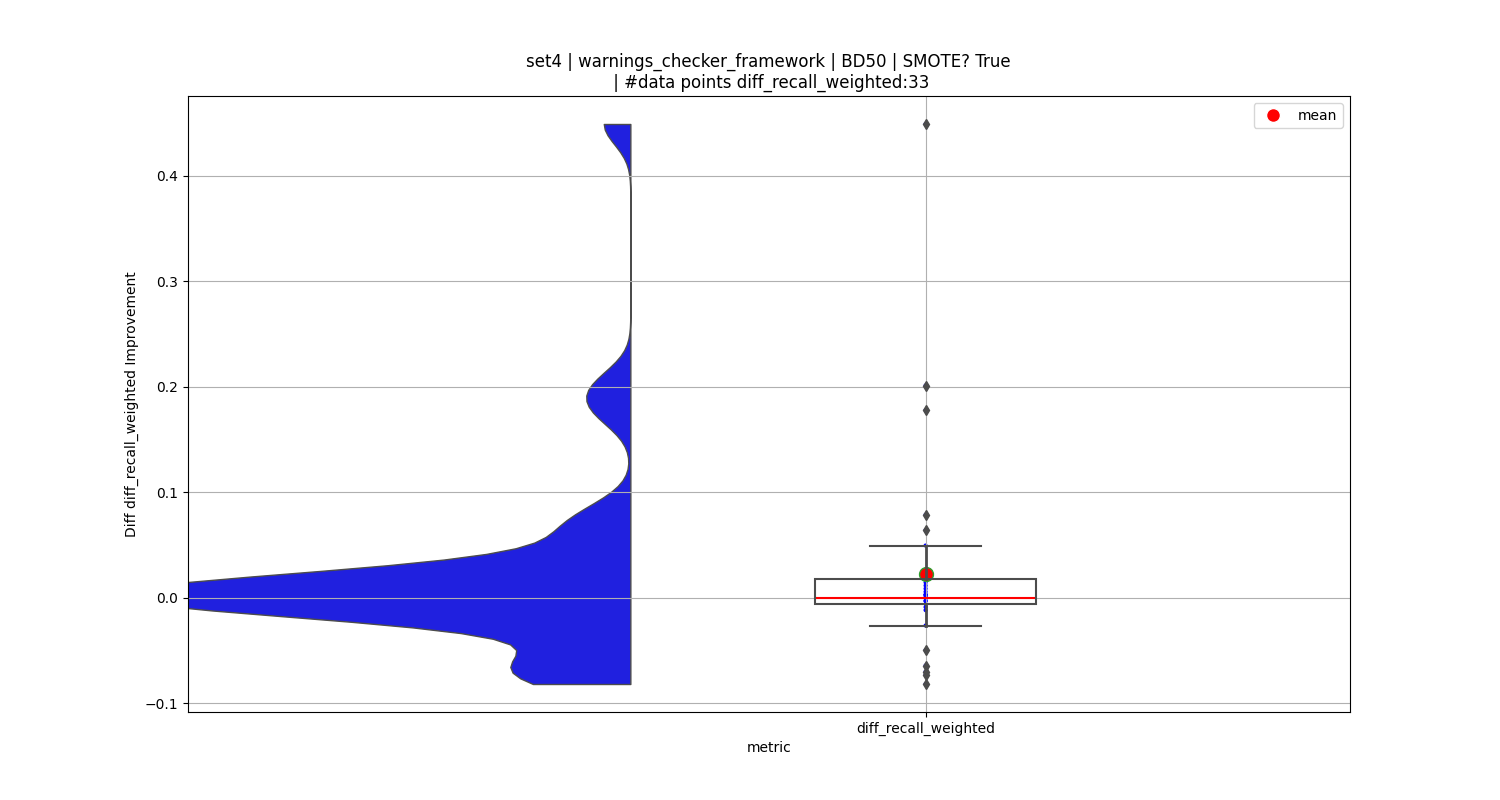 set4 | warnings_checker_framework | BD50 | SMOTE? True
| #data points diff_recall_weighted:33
mean
0.4
0.3
0.2
0.1
0.0
−0.1
Diff diff_recall_weighted Improvement
diff_recall_weighted
metric